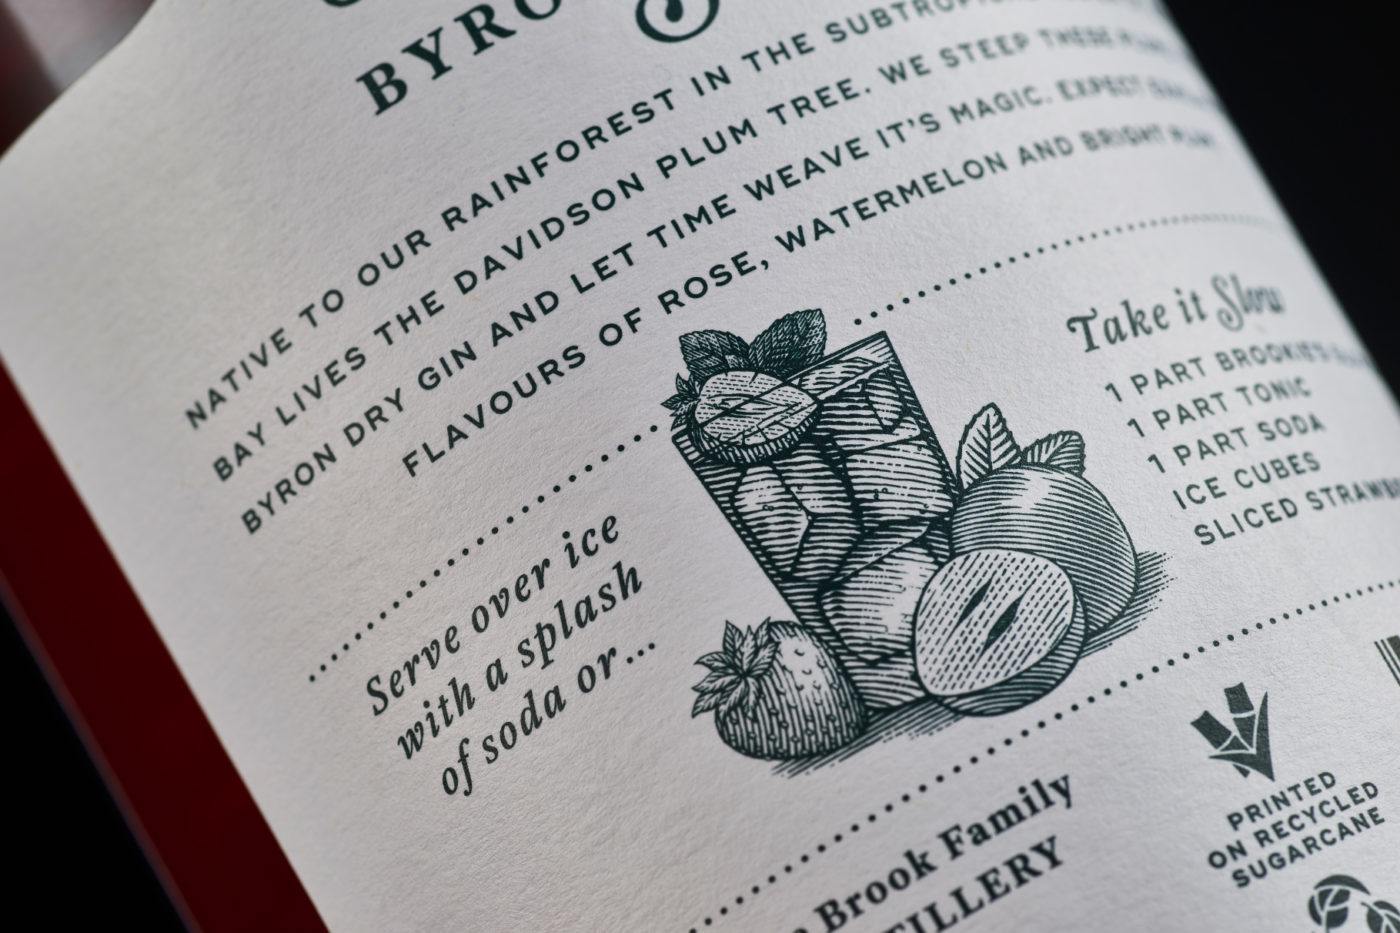 BYRO
NATIVE TO OUR RAINFOREST IN THE SUBTROPI
BAY LIVES THE DAVIDSON PLUM TREE. WE STEEP THESE
BYRON DRY GIN AND LET TIME WEAVE IT'S MAGIC. EXPECT
FLAVOURS OF ROSE, WATERMELON AND BRIGHT
Serve over ice
with a splash
of soda or...
Take it Slow
1 PART BROOKIE'S
1 PART TONIC
1 PART SODA
ICE CUBES
SLICED STRAWB
Brook Family
TILLERY
PRINTED
ON RECYCLED
SUGARCANE